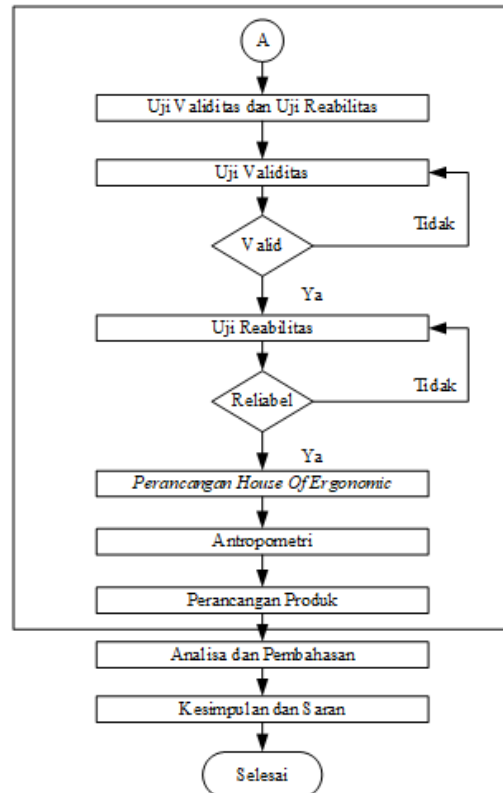 A
Uji Validitas dan Uji Reabilitas
Uji Validitas
Tidak
Valid
Ya
Uji Reabilitas
Tidak
Reliabel
Ya
Perancangan House Of Ergonomic
Antropometri
Perancangan Produk
Analisa dan Pembahasan
Kesimpulan dan Saran
Selesai